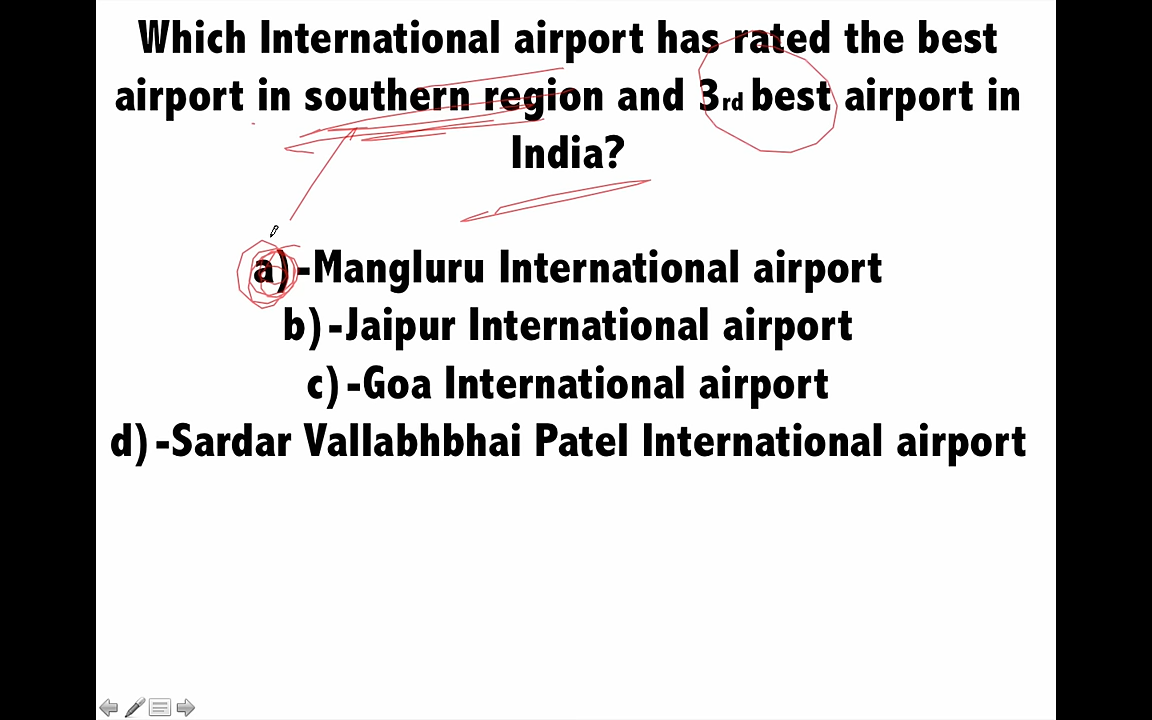 Which International airport has rated the best
airport in southern region and 3rd best airport in
India?
a)-Mangluru International airport
b)-Jaipur International airport
c)-Goa International airport
d)-Sardar Vallabhbhai Patel International airport